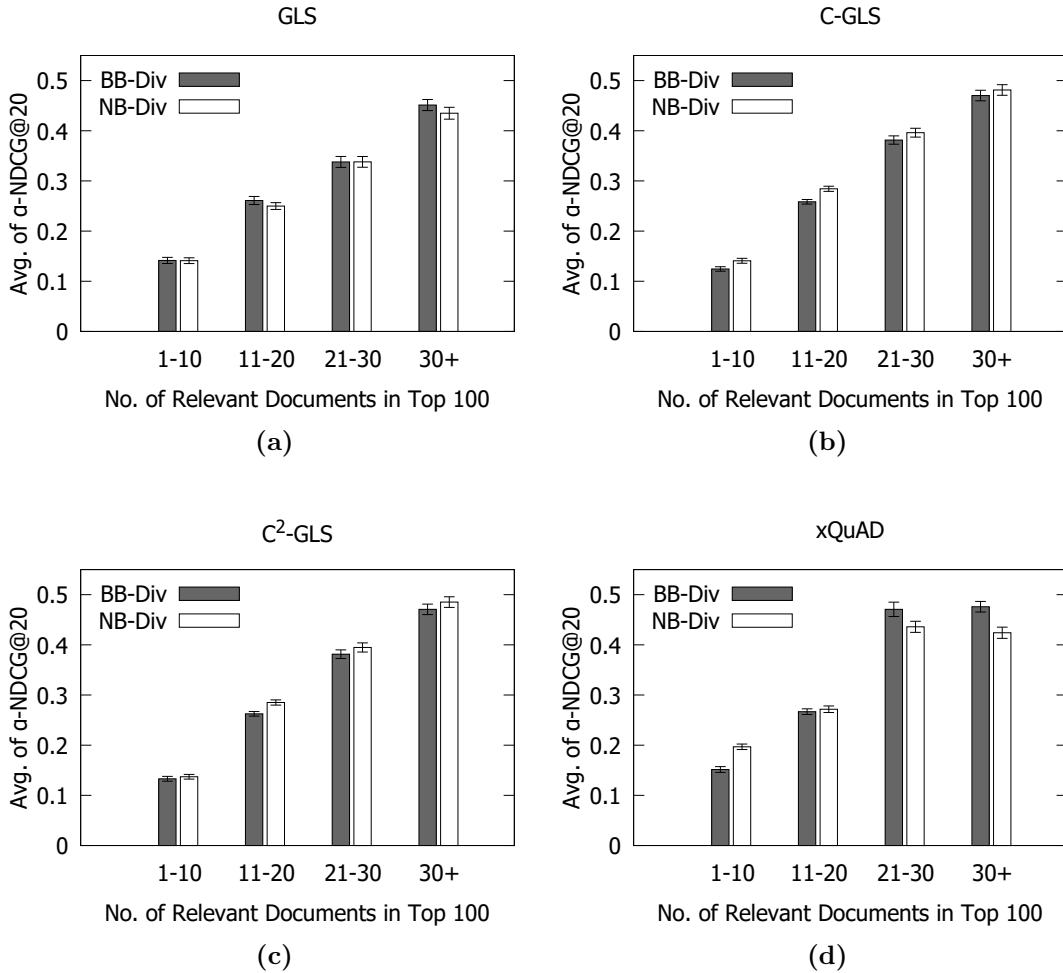 GLS
Avg. of α-NDCG@20
0.5
0.4
0.3
0.2
0.1
0
BB-Div
NB-Div
1-10 11-20 21-30 30+
No. of Relevant Documents in Top 100
(a)
C-GLS
Avg. of α-NDCG@20
0.5
0.4
0.3
0.2
0.1
0
BB-Div
NB-Div
1-10 11-20 21-30 30+
No. of Relevant Documents in Top 100
(b)
C²-GLS
Avg. of α-NDCG@20
0.5
0.4
0.3
0.2
0.1
0
BB-Div
NB-Div
1-10 11-20 21-30 30+
No. of Relevant Documents in Top 100
(c)
xQuAD
Avg. of α-NDCG@20
0.5
0.4
0.3
0.2
0.1
0
BB-Div
NB-Div
1-10 11-20 21-30 30+
No. of Relevant Documents in Top 100
(d)